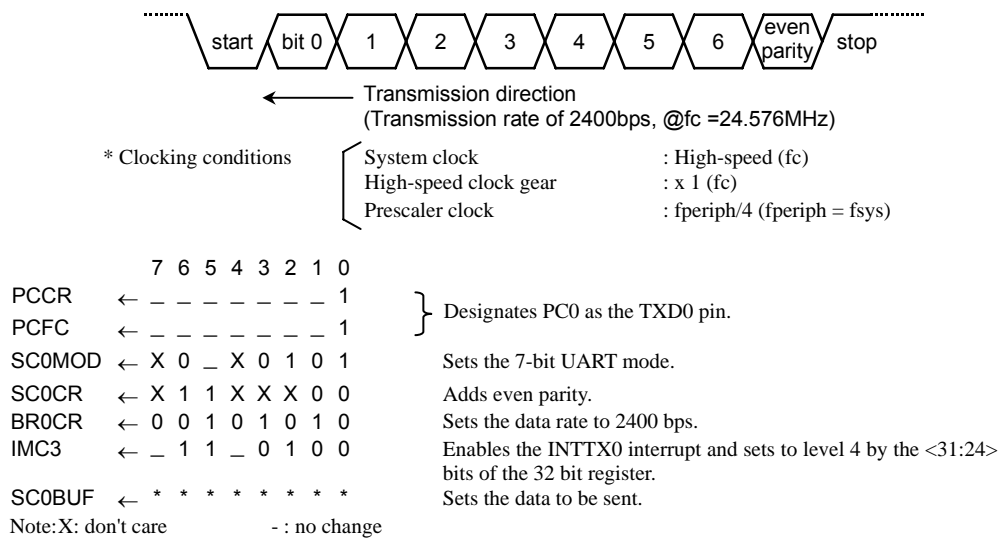 start bit 0 1 2 3 4 5 6 even parity stop
Transmission direction
(Transmission rate of 2400bps, @fc =24.576MHz)
* Clocking conditions System clock : High-speed (fc)
High-speed clock gear : x 1 (fc)
Prescaler clock : fperiph/4 (fperiph = fsys)
7 6 5 4 3 2 1 0
PCCR ← _ _ _ _ _ _ _ 1
Designates PC0 as the TXD0 pin.
PCFC ← _ _ _ _ _ _ _ 1
SC0MOD ← X 0 _ X 0 1 0 1 Sets the 7-bit UART mode.
SC0CR ← X 1 1 X X X 0 0 Adds even parity.
BR0CR ← 0 0 1 0 1 0 1 0 Sets the data rate to 2400 bps.
IMC3 ← _ 1 1 _ 0 1 0 0 Enables the INTTX0 interrupt and sets to level 4 by the <31:24>
bits of the 32 bit register.
SC0BUF ← * * * * * * * * Sets the data to be sent.
Note:X: don't care - : no change